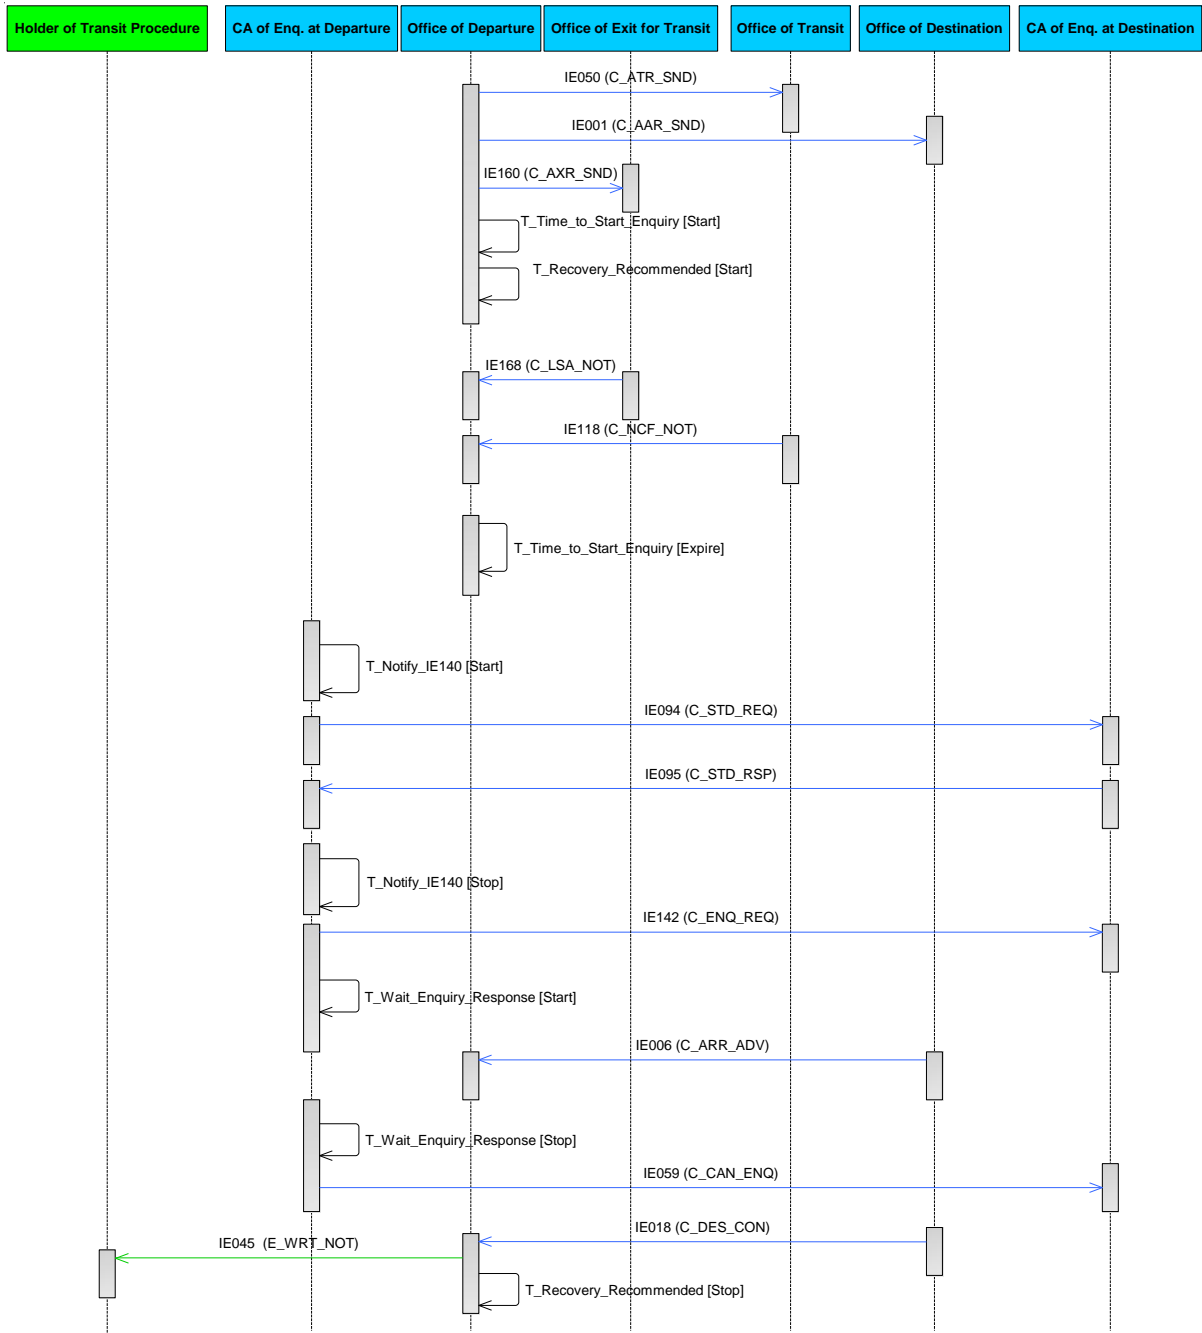 Holder of Transit Procedure
CA of Enq. at Departure
Office of Departure
Office of Exit for Transit
Office of Transit
Office of Destination
CA of Enq. at Destination
IE050 (C_ATR_SND)
IE001 (C_AAR_SND)
IE160 (C_AXR_SND)
T_Time_to_Start_Enquiry [Start]
T_Recovery_Recommended [Start]
IE168 (C_LSA_NOT)
IE118 (C_NCF_NOT)
T_Time_to_Start_Enquiry [Expire]
T_Notify_IE140 [Start]
IE094 (C_STD_REQ)
IE095 (C_STD_RSP)
T_Notify_IE140 [Stop]
IE142 (C_ENQ_REQ)
T_Wait_Enquiry_Response [Start]
IE006 (C_ARR_ADV)
T_Wait_Enquiry_Response [Stop]
IE059 (C_CAN_ENQ)
IE018 (C_DES_CON)
IE045 (E_WRT_NOT)
T_Recovery_Recommended [Stop]